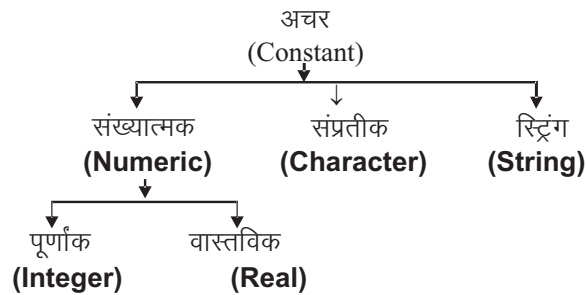 अचर
(Constant)
संख्यात्मक संप्रतीक स्ट्रिंग
(Numeric) (Character) (String)
पूर्णांक वास्तविक
(Integer) (Real)